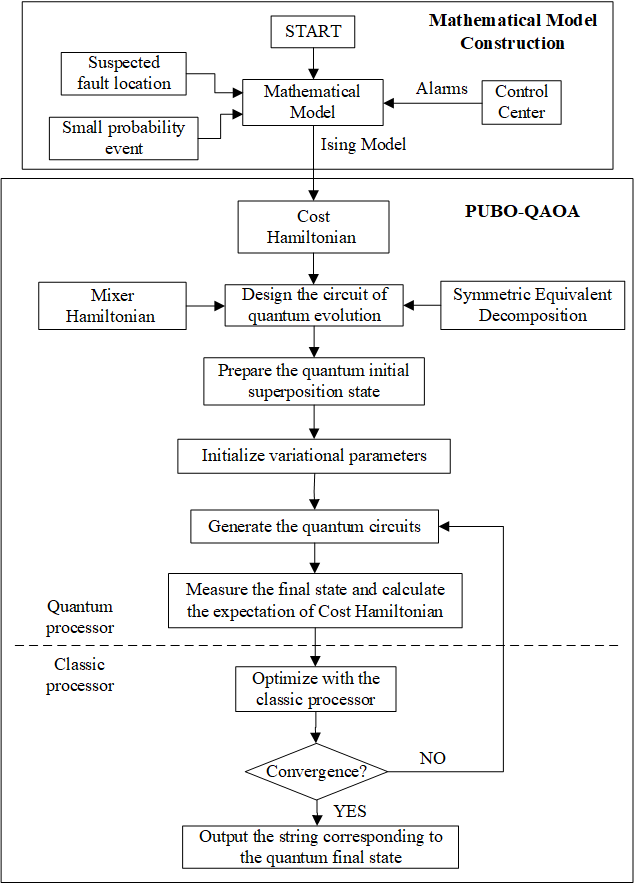 Mathematical Model
Construction
START
Suspected
fault location
Mathematical
Model
Alarms
Control
Center
Small probability
event
Ising Model
PUBO-QAOA
Cost
Hamiltonian
Mixer
Hamiltonian
Design the circuit of
quantum evolution
Symmetric Equivalent
Decomposition
Prepare the quantum initial
superposition state
Initialize variational parameters
Generate the quantum circuits
Measure the final state and calculate
the expectation of Cost Hamiltonian
Quantum
processor
Classic
processor
Optimize with the
classic processor
Convergence?
NO
YES
Output the string corresponding to
the quantum final state